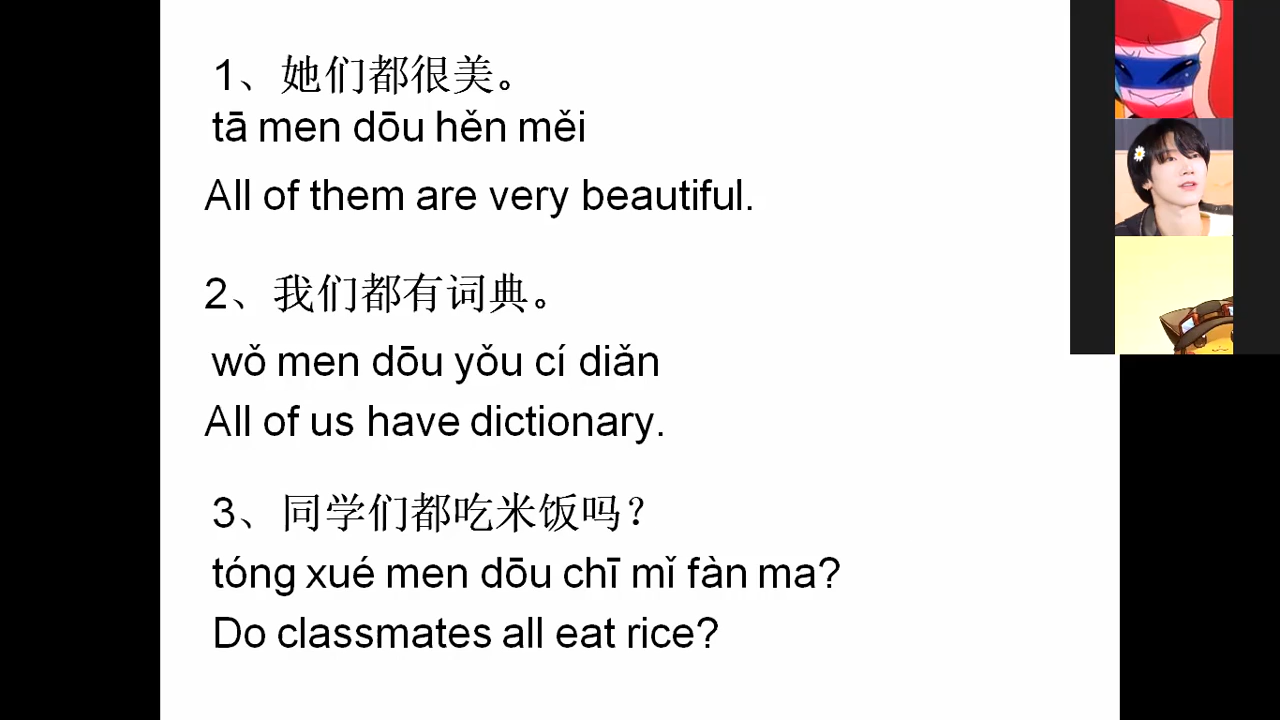 1、她们都很美。
tā men dōu hěn měi
All of them are very beautiful.
2、我们都有词典。
wǒ men dōu yǒu cí diǎn
All of us have dictionary.
3、同学们都吃米饭吗？
tóng xué men dōu chī mǐ fàn ma?
Do classmates all eat rice?